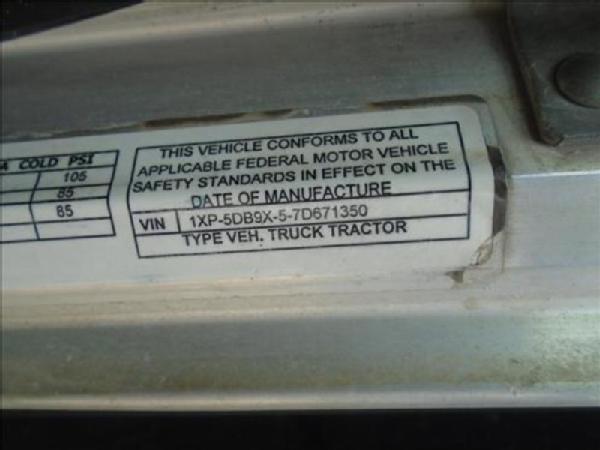 A COLD PSI
105
85
85
THIS VEHICLE CONFORMS TO ALL
APPLICABLE FEDERAL MOTOR VEHICLE
SAFETY STANDARDS IN EFFECT ON THE
DATE OF MANUFACTURE
VIN 1XP-5DB9X-5-7D671350
TYPE VEH. TRUCK TRACTOR